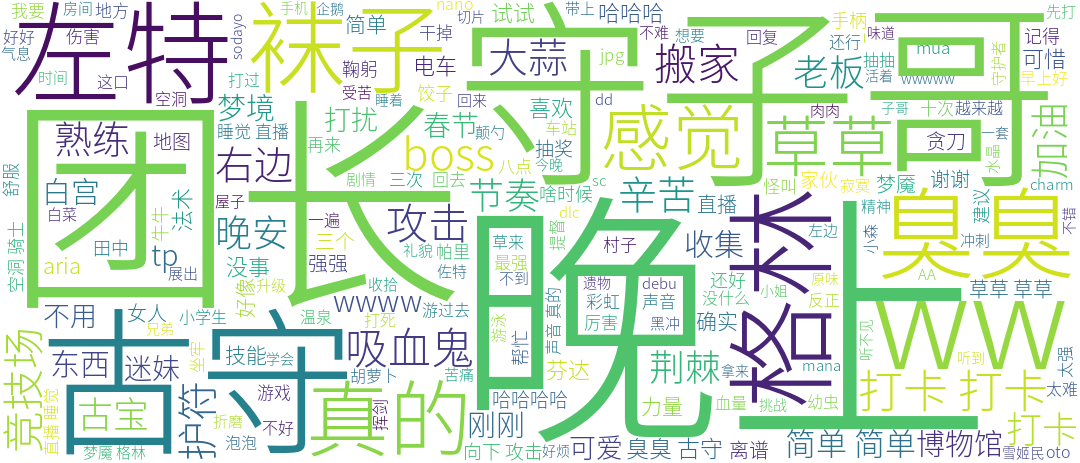 我要 房间 地方 左特 袜子 手机 企鹅 nano 切片 带上 哈哈哈 手柄 先打
好好 伤害 sodayo 简单 干掉 试试 不难 想要 回复 味道 记得
气息 时间 这口 空洞 打过 鞠躬 电车 大蒜 jpg 搬家 老板 还行 mua 可惜
受苦 睡着 饺子 回来 dd 抽抽 活着 wwwww 守护者 早上好
团长 守子哥 梦境 打扰 春节 颠勺 喜欢 感觉 肉肉 子哥 十次 越来越
熟练 地图 睡觉 直播 再来 boss 车站 抽奖 草草 贪刀 一套 加油
舒服 白宫 右边 剧情 三次 回去 八点 今晚 怪叫 家伙 寂寞 水晶
白菜 法术 屋子 节奏 啥时候 sc 辛苦 直播 梦魇 谢谢 charm
空洞 骑士 田中 牛牛 晚安 一遍 攻击 dlc 晚上 格林 精神 建议 不错
aria tp 三个 礼貌 帕里 提督 草来 村子 收集 左边 小森 冲刺 臭臭
展出 没事 强强 佐特 最强 不到 遗物 debu 还好 原味 AA
不用 女人 好像 升级 收拾 wwww 游过去 彩虹 声音 没什么 小姐 反正 草草 草草
古守 温泉 打死 厉害 黑冲 确实 ww
竞技场 东西 迷妹 兄弟 小学生 吸血鬼 游泳 帮忙 声音 真的 听不见 听到 太强
技能 学会 胡萝卜 苦痛 芬达 荆棘 拿来 mana 打卡 打卡 太难
直播 睡觉 古宝 护符 坐牢 游戏 真的 哈哈哈哈 力量 血量 挑战 幼虫 打卡
折磨 泡泡 不好 挥剑 刚刚 可爱 臭臭 古守 离谱 简单 简单 博物馆
梦魇 格林 向下 攻击 好烦 雪姬民 oto